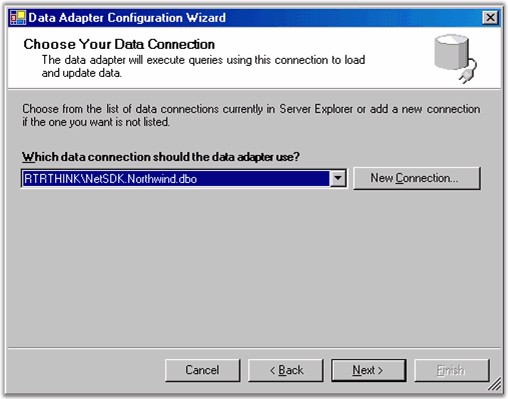 Data Adapter Configuration Wizard
Choose Your Data Connection
The data adapter will execute queries using this connection to load
and update data.
Choose from the list of data connections currently in Server Explorer or add a new connection
if the one you want is not listed.
Which data connection should the data adapter use?
RTRTHINK\NetSDK.Northwind.dbo
New Connection...
Cancel
< Back
Next >
Finish